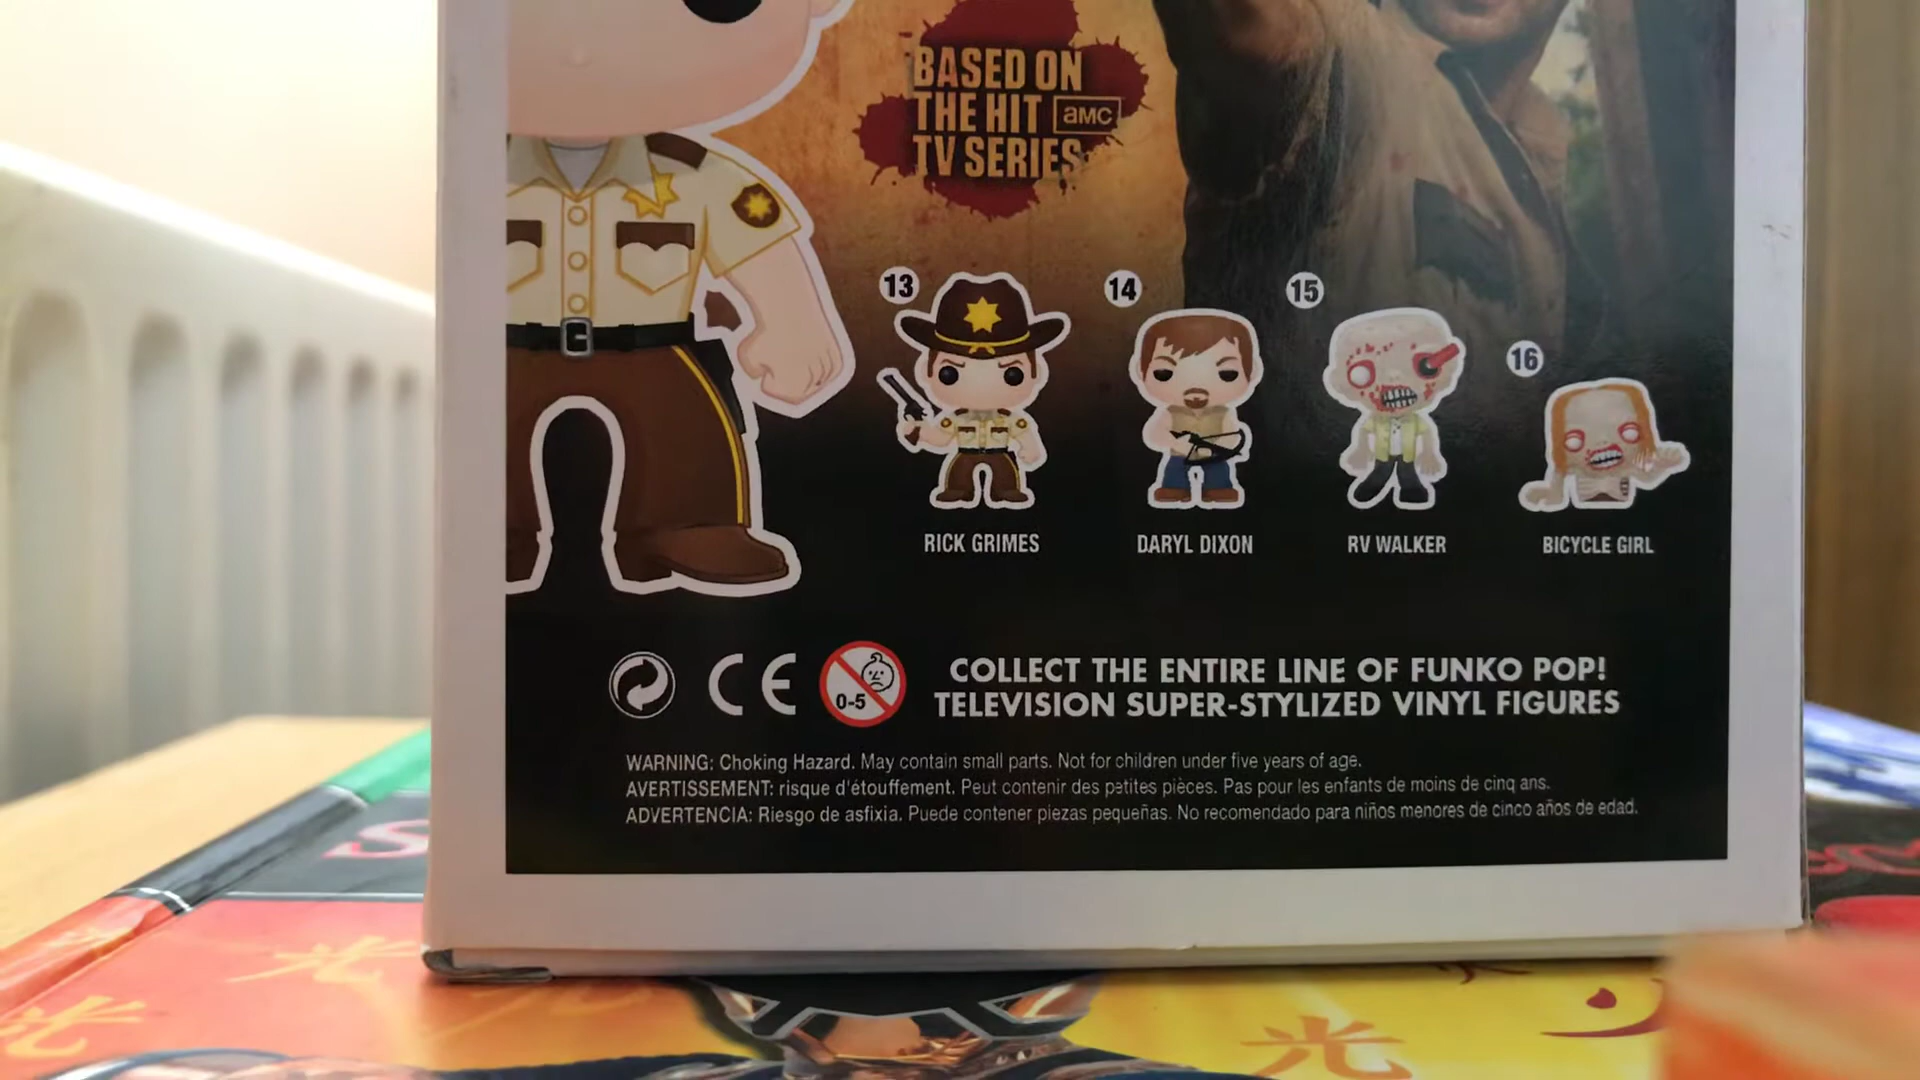 BASED ON
THE HIT aMC
TV SERIES
13
14
15
16
RICK GRIMES
DARYL DIXON
RV WALKER
BICYCLE GIRL
CE
0-5
COLLECT THE ENTIRE LINE OF FUNKO POP!
TELEVISION SUPER-STYLIZED VINYL FIGURES
WARNING: Choking Hazard. May contain small parts. Not for children under five years of age.
AVERTISSEMENT: risque d'étouffement. Peut contenir des petites pièces. Pas pour les enfants de moins de cinq ans.
ADVERTENCIA: Riesgo de asfixia. Puede contener piezas pequeñas. No recomendado para niños menores de cinco años de edad.
S
光
光
光